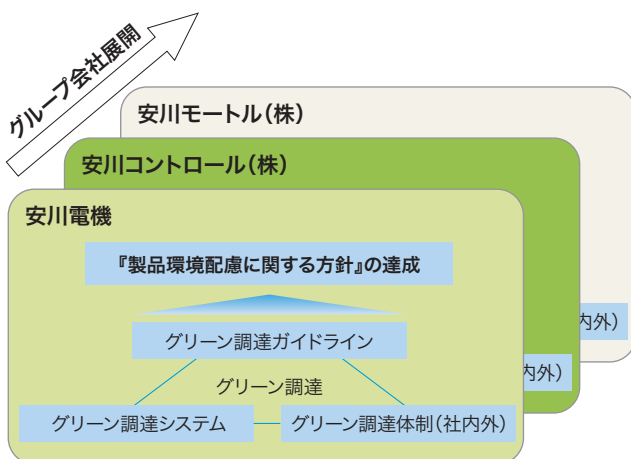 グループ会社展開
安川モートル(株)
安川コントロール(株)
安川電機
『製品環境配慮に関する方針』の達成
グリーン調達ガイドライン
グリーン調達
グリーン調達システム
グリーン調達体制(社内外)
内外)
内外)